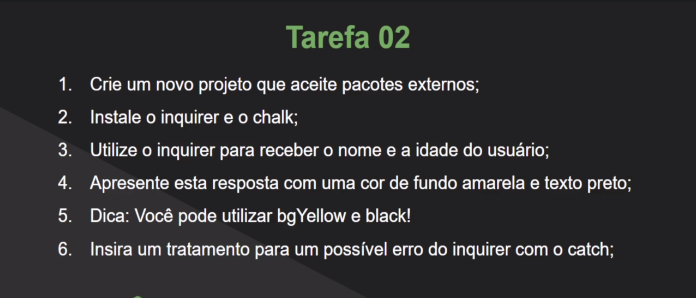 Tarefa 02
1. Crie um novo projeto que aceite pacotes externos;
2. Instale o inquirer e o chalk;
3. Utilize o inquirer para receber o nome e a idade do usuário;
4. Apresente esta resposta com uma cor de fundo amarela e texto preto;
5. Dica: Você pode utilizar bgYellow e black!
6. Insira um tratamento para um possível erro do inquirer com o catch;